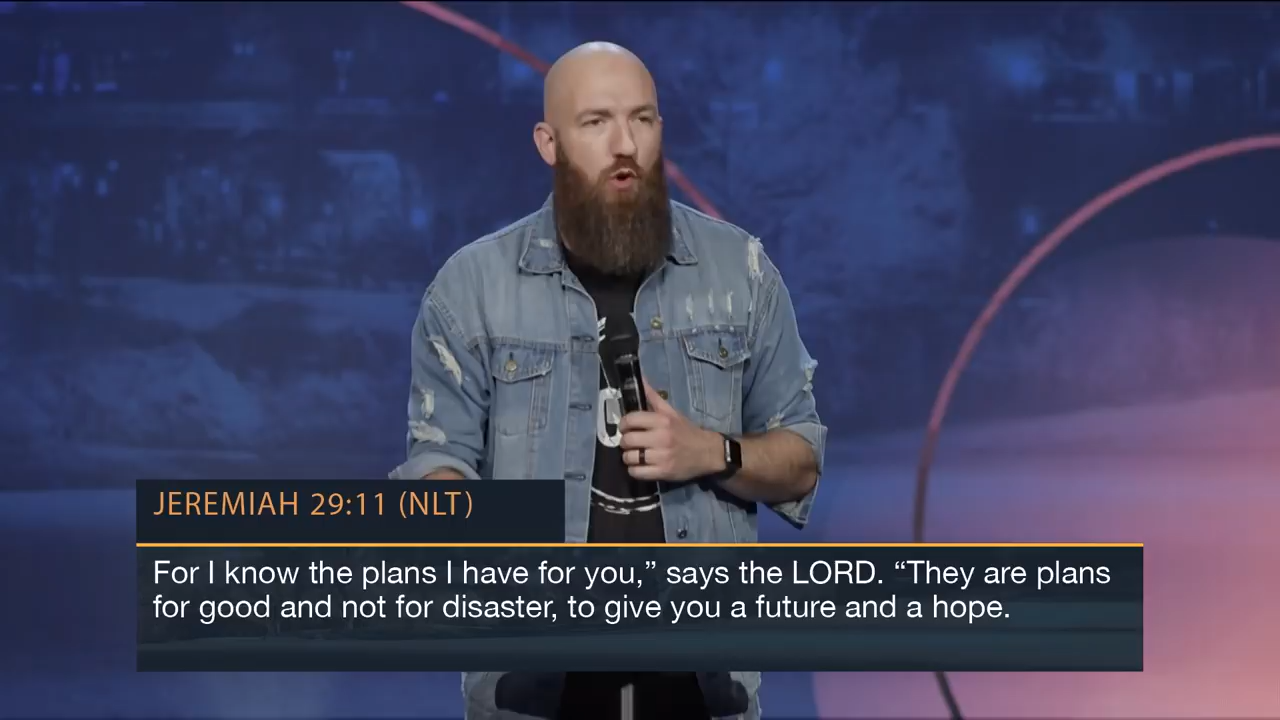 JEREMIAH 29:11 (NLT)
For I know the plans I have for you,” says the LORD. “They are plans
for good and not for disaster, to give you a future and a hope.